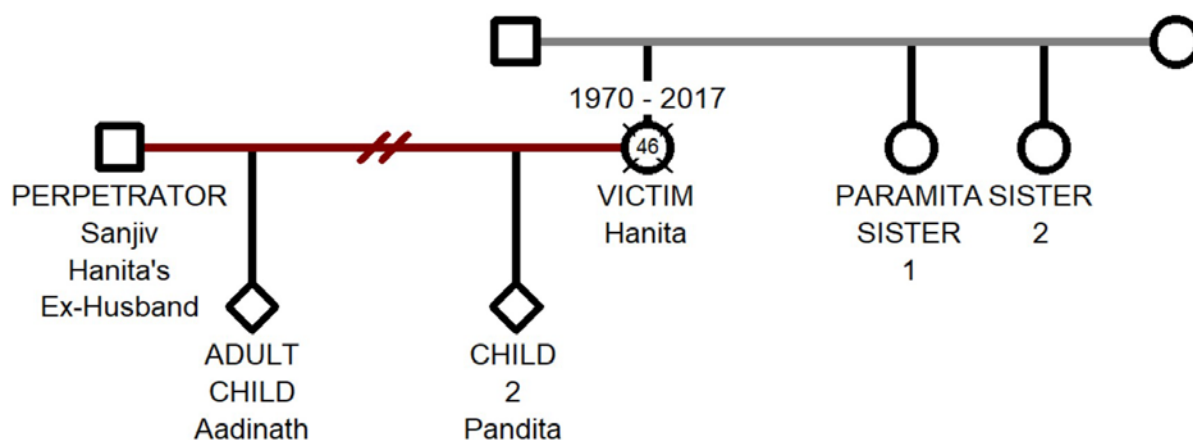 1970 - 2017
46
PERPETRATOR
Sanjiv
Hanita's
Ex-Husband
VICTIM
Hanita
PARAMITA
SISTER
1
SISTER
2
ADULT
CHILD
Aadinath
CHILD
2
Pandita